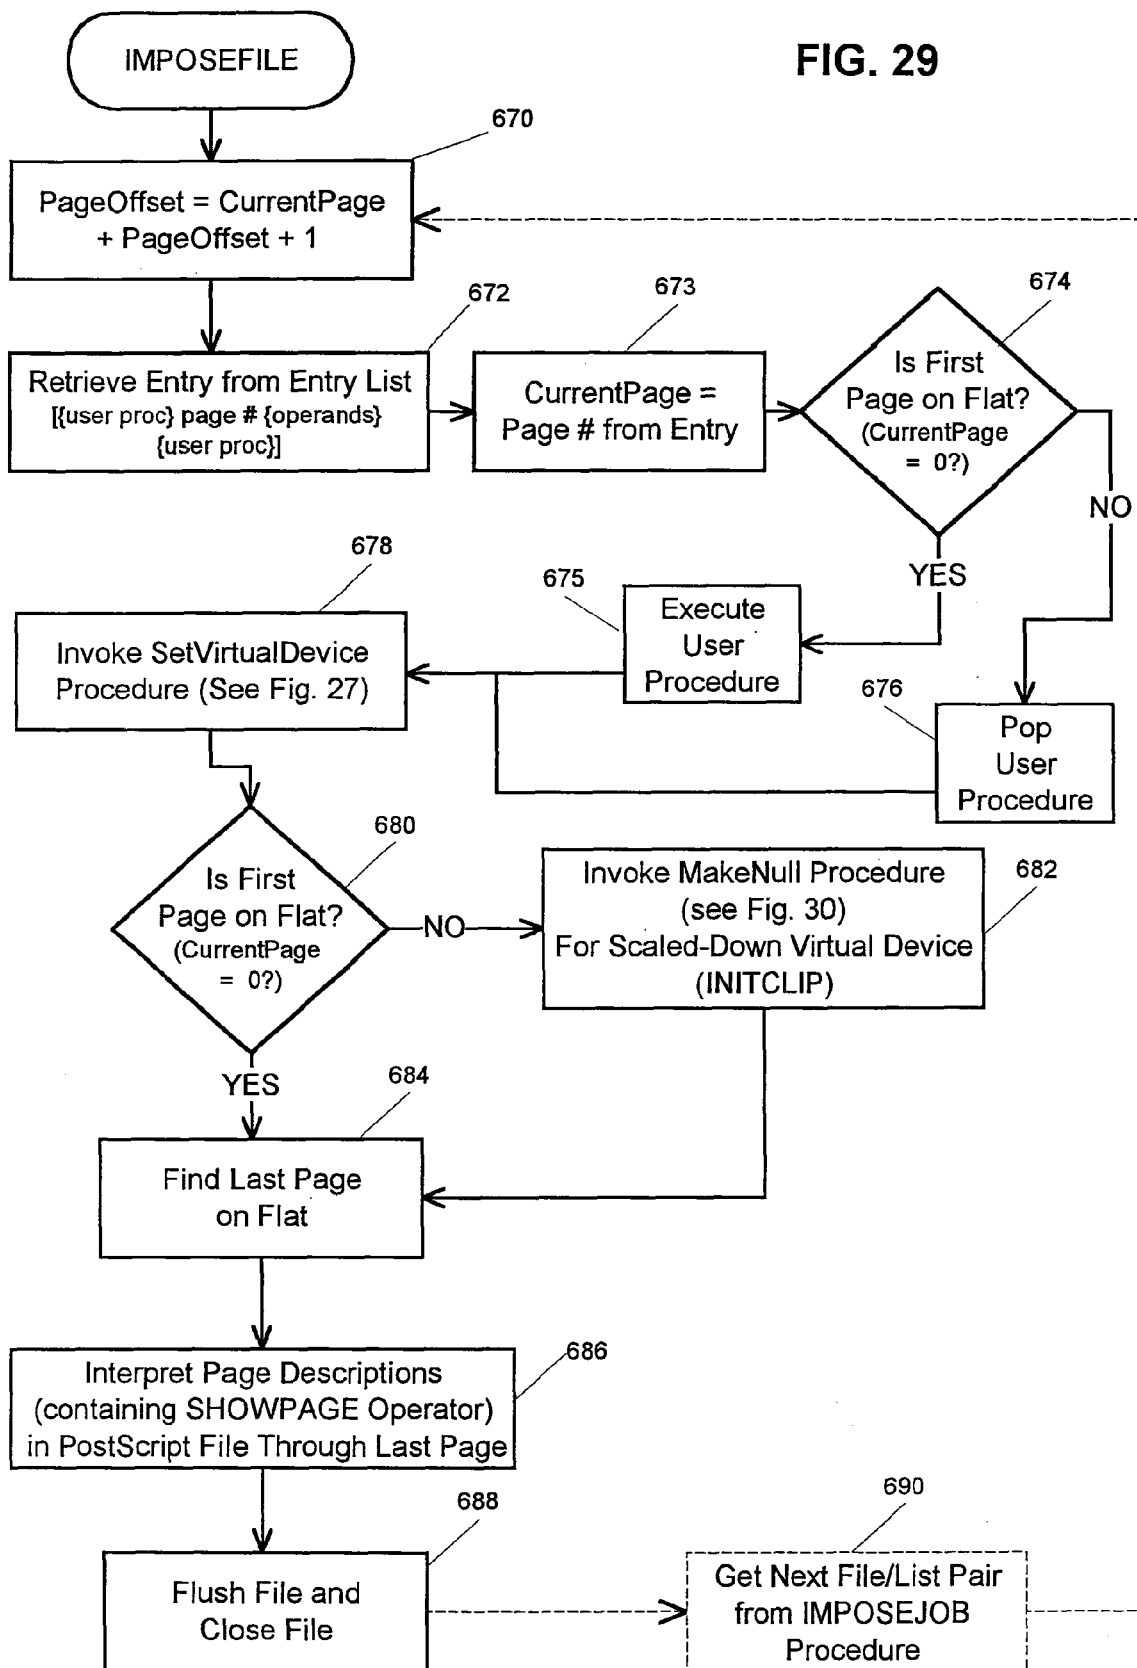 IMPOSEFILE
FIG. 29
670
PageOffset = CurrentPage
+ PageOffset + 1
672
Retrieve Entry from Entry List
[{user proc} page # {operands}
{user proc}]
673
CurrentPage =
Page # from Entry
674
Is First
Page on Flat?
(CurrentPage
= 0?)
NO
YES
675
Execute
User
Procedure
676
Pop
User
Procedure
678
Invoke SetVirtualDevice
Procedure (See Fig. 27)
680
Is First
Page on Flat?
(CurrentPage
= 0?)
NO
YES
682
Invoke MakeNull Procedure
(see Fig. 30)
For Scaled-Down Virtual Device
(INITCLIP)
684
Find Last Page
on Flat
686
Interpret Page Descriptions
(containing SHOWPAGE Operator)
in PostScript File Through Last Page
688
Flush File and
Close File
690
Get Next File/List Pair
from IMPOSEJOB
Procedure